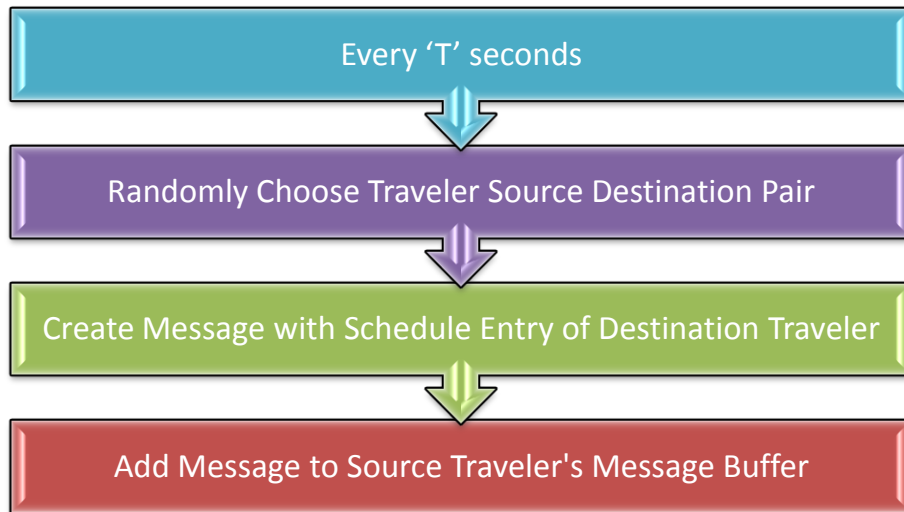 Every ‘T’ seconds
Randomly Choose Traveler Source Destination Pair
Create Message with Schedule Entry of Destination Traveler
Add Message to Source Traveler's Message Buffer